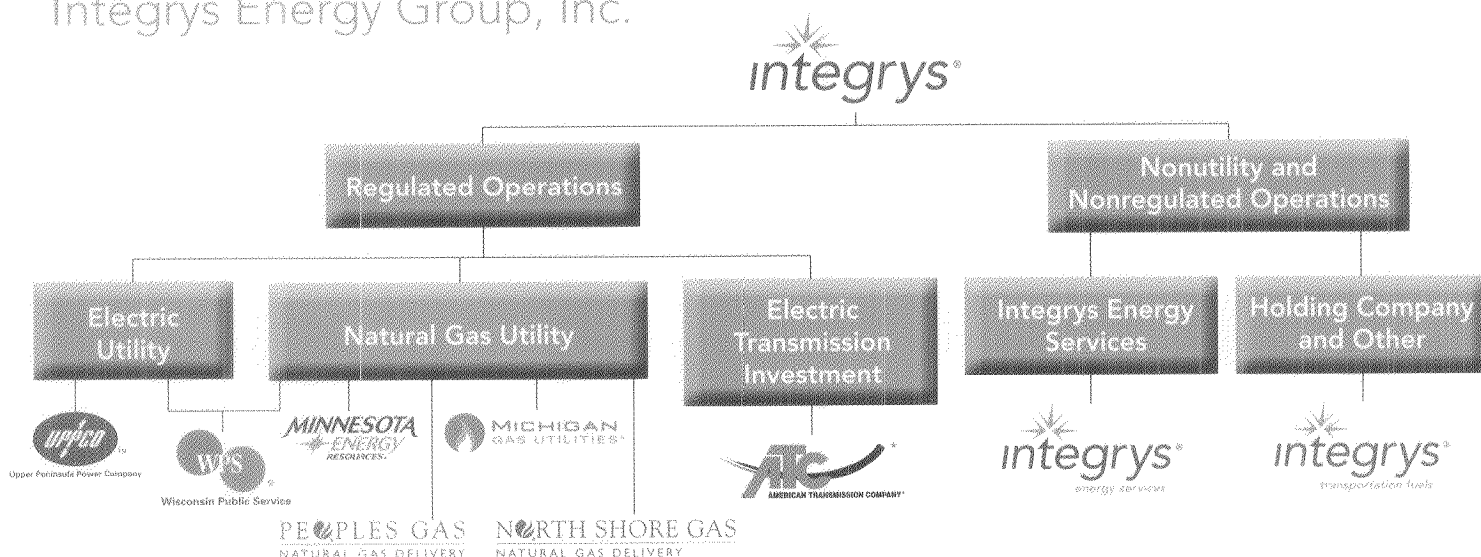 Integrys Energy Group, Inc.
integrys®
Regulated Operations
Nonutility and
Nonregulated Operations
Electric
Utility
Natural Gas Utility
Electric
Transmission
Investment
Integrys Energy
Services
Holding Company
and Other
UPPCO
Upper Peninsula Power Company
WPS
Wisconsin Public Service
MINNESOTA
ENERGY
RESOURCES
MICHIGAN
GAS UTILITIES
ATC
AMERICAN TRANSMISSION COMPANY
integrys®
energy services
integrys®
transportation fuels
PEOPLES GAS
NATURAL GAS DELIVERY
NORTH SHORE GAS
NATURAL GAS DELIVERY